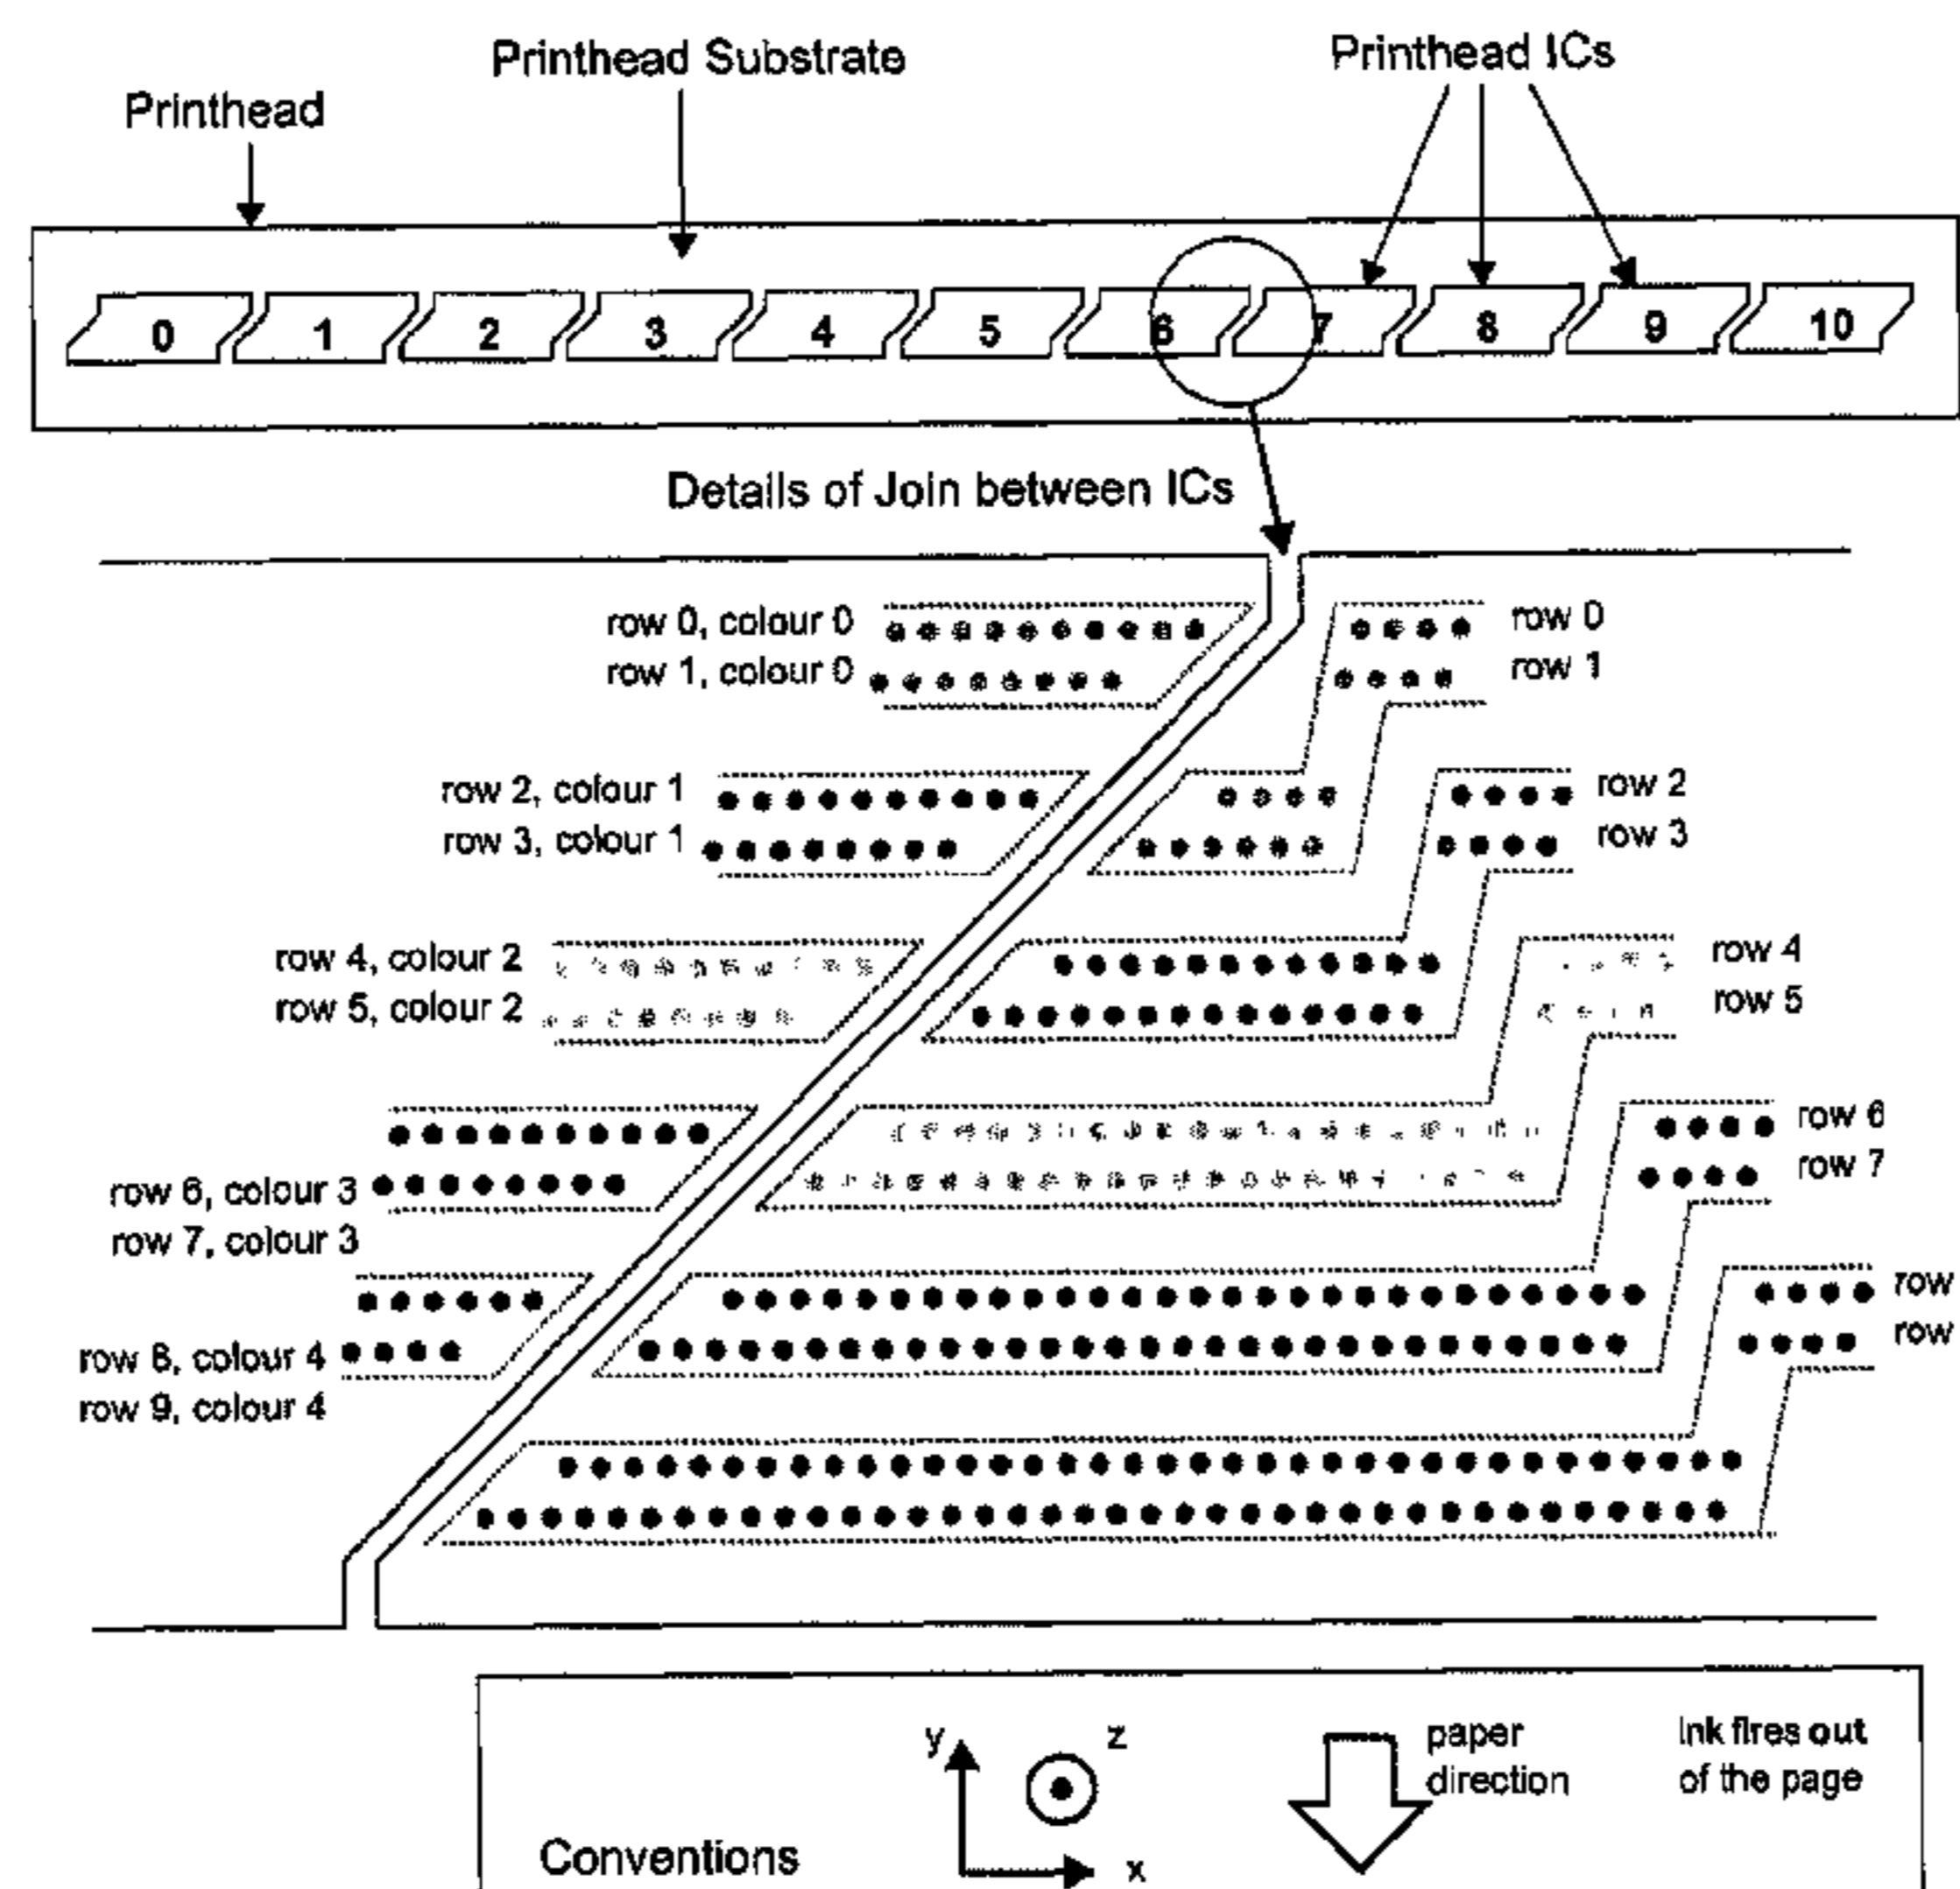 Printhead Substrate
Printhead ICs
Printhead
0 1 2 3 4 5 6 7 8 9 10
Details of Join between ICs
row 0, colour 0
row 0
row 1, colour 0
row 1
row 2, colour 1
row 2
row 3, colour 1
row 3
row 4, colour 2
row 4
row 5, colour 2
row 5
row 6
row 7
row 6, colour 3
row 7, colour 3
row
row
row 8, colour 4
row 9, colour 4
y
z
paper
direction
Ink fires out
of the page
Conventions
x